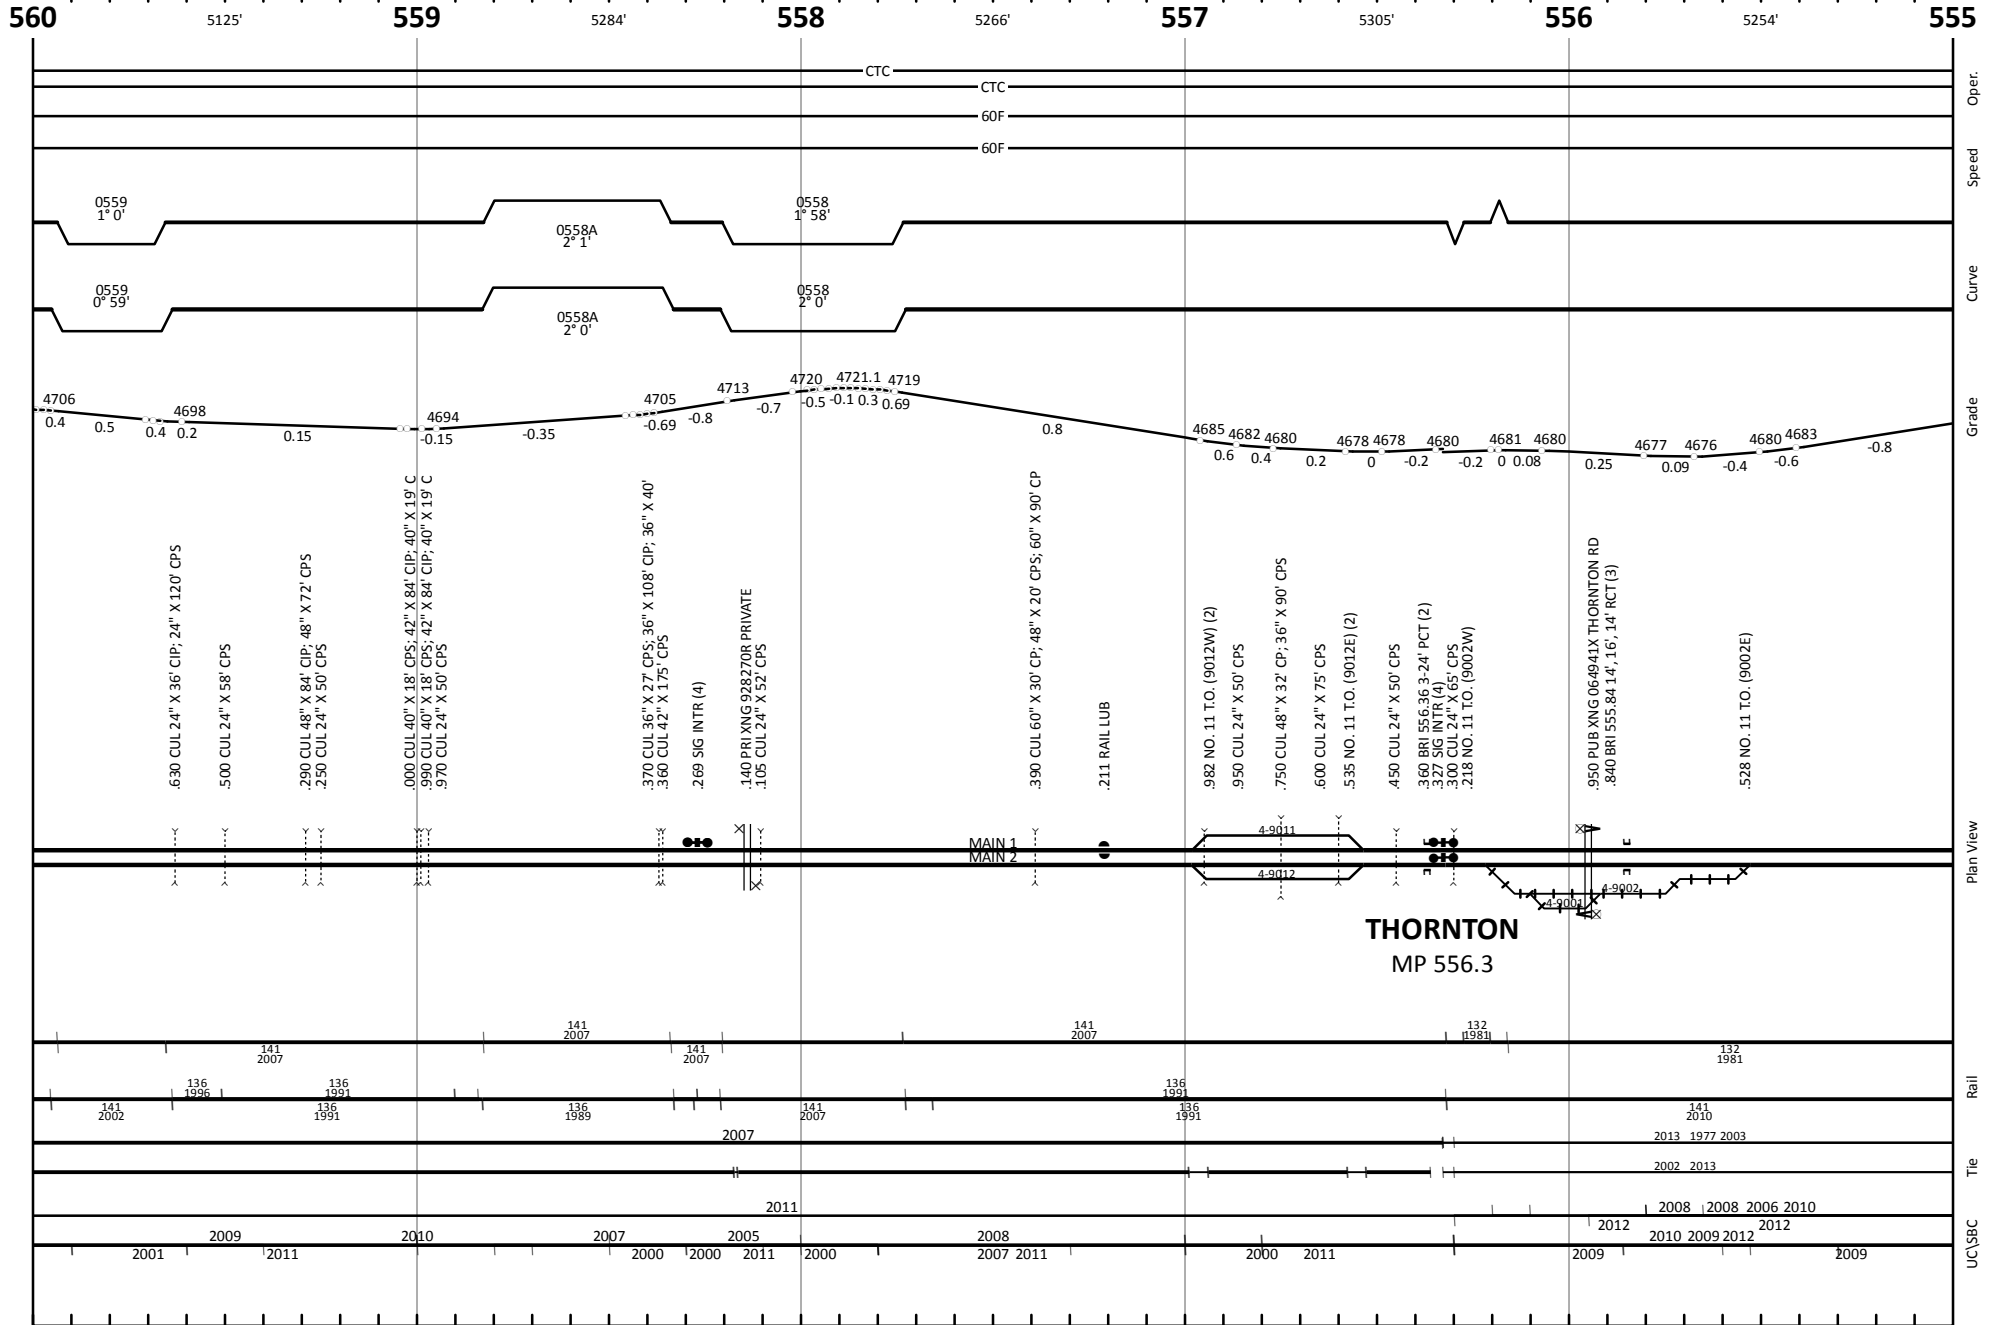 560 5125' 559 5284' 558 5266' 557 5305' 556 5254' 555
CTC
CTC
Oper.
60F
60F
Speed
0559
1° 0'
0558A
2° 1'
0558
1° 58'
0559
0° 59'
0558A
2° 0'
0558
2° 0'
Curve
4706 4698 4694 4705 4713 4720 4721.1 4719 4685 4682 4680 4678 4678 4680 4681 4680 4677 4676 4680 4683
0.4 0.5 0.4 0.2 0.15 -0.15 -0.35 -0.69 -0.8 -0.7 -0.5 -0.1 0.3 0.69 0.8 0.6 0.4 0.2 0 -0.2 -0.2 0 0.08 0.25 0.09 -0.4 -0.6 -0.8
Grade
.630 CUL 24" X 36' CIP; 24" X 120' CPS
.500 CUL 24" X 58' CPS
.290 CUL 48" X 84' CIP; 48" X 72' CPS
.250 CUL 24" X 50' CPS
.000 CUL 40" X 18' CPS; 42" X 84' CIP; 40" X 19' C
.990 CUL 40" X 18' CPS; 42" X 84' CIP; 40" X 19' C
.970 CUL 24" X 50' CPS
.370 CUL 36" X 27' CPS; 36" X 108' CIP; 36" X 40'
.360 CUL 42" X 175' CPS
.269 SIG INTR (4)
.140 PRI XNG 928270R PRIVATE
.105 CUL 24" X 52' CPS
.390 CUL 60" X 30' CP; 48" X 20' CPS; 60" X 90' CP
.211 RAIL LUB
.982 NO. 11 T.O. (9012W) (2)
.950 CUL 24" X 50' CPS
.750 CUL 48" X 32' CP; 36" X 90' CPS
.600 CUL 24" X 75' CPS
.535 NO. 11 T.O. (9012E) (2)
.450 CUL 24" X 50' CPS
.360 BRI 556.36 3-24' PCT (2)
.327 SIG INTR (4)
.300 CUL 24" X 65' CPS
.218 NO. 11 T.O. (9002W)
.950 PUB XNG 064941X THORNTON RD
.840 BRI 555.84 14', 16', 14' RCT (3)
.528 NO. 11 T.O. (9002E)
4-9011
MAIN 1
MAIN 2
4-9012
4-9002
4-9001
Plan View
THORNTON
MP 556.3
141 141 132
2007 2007 1981
141 141 132
2007 2007 1981
136 136 136
1996 1991 1991
141 136 136 141 136 141
2002 1991 1989 2007 1991 2010
Rail
2007 2013 1977 2003
2002 2013
Tie
2011 2008 2008 2006 2010
2012 2012
2009 2010 2007 2005 2008 2010 2009 2012
2001 2011 2000 2000 2011 2000 2007 2011 2000 2011 2009 2009
UC\SBC